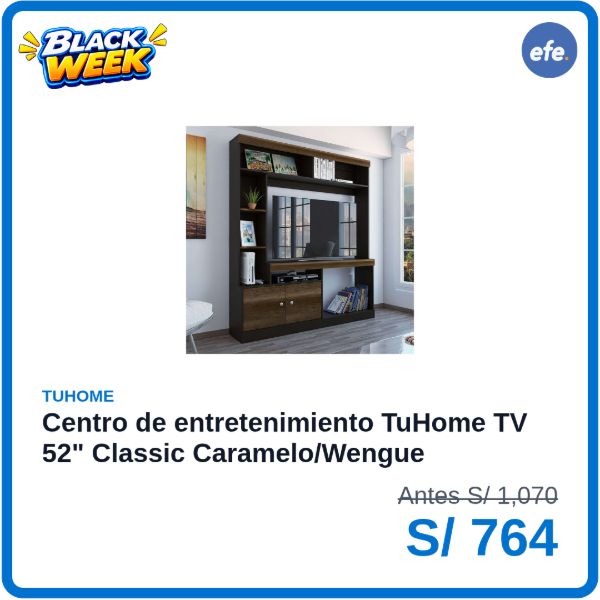 BLACK
WEEK
efe.
TUHOME
Centro de entretenimiento TuHome TV
52" Classic Caramelo/Wengue
Antes S/ 1,070
S/ 764